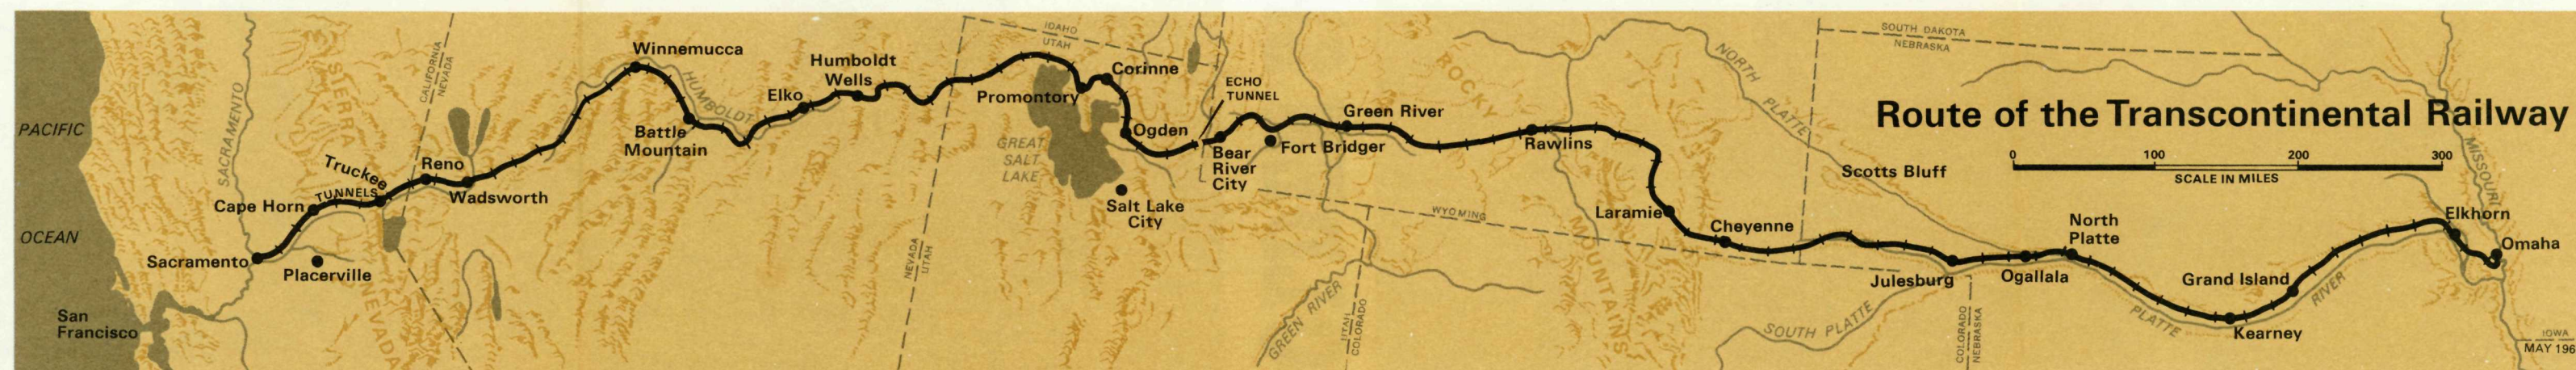 Route of the Transcontinental Railway
0 100 200 300
SCALE IN MILES
PACIFIC
OCEAN
San
Francisco
SACRAMENTO
Sacramento
Placerville
Cape Horn
TUNNELS
Truckee
SIERRA
NEVADA
CALIFORNIA
NEVADA
Reno
Wadsworth
Winnemucca
HUMBOLDT
Battle
Mountain
Elko
Humboldt
Wells
NEVADA
UTAH
IDAHO
UTAH
Promontory
Corinne
GREAT
SALT
LAKE
Ogden
Salt Lake
City
ECHO
TUNNEL
Bear
River
City
Fort Bridger
Green River
GREEN RIVER
UTAH
COLORADO
WYOMING
ROCKY
MOUNTAINS
Rawlins
Laramie
Cheyenne
NORTH
PLATTE
Scotts Bluff
SOUTH DAKOTA
NEBRASKA
SOUTH PLATTE
Julesburg
COLORADO
NEBRASKA
Ogallala
North
Platte
PLATTE
RIVER
Kearney
Grand Island
Elkhorn
Omaha
MISSOURI
IOWA
MAY 196